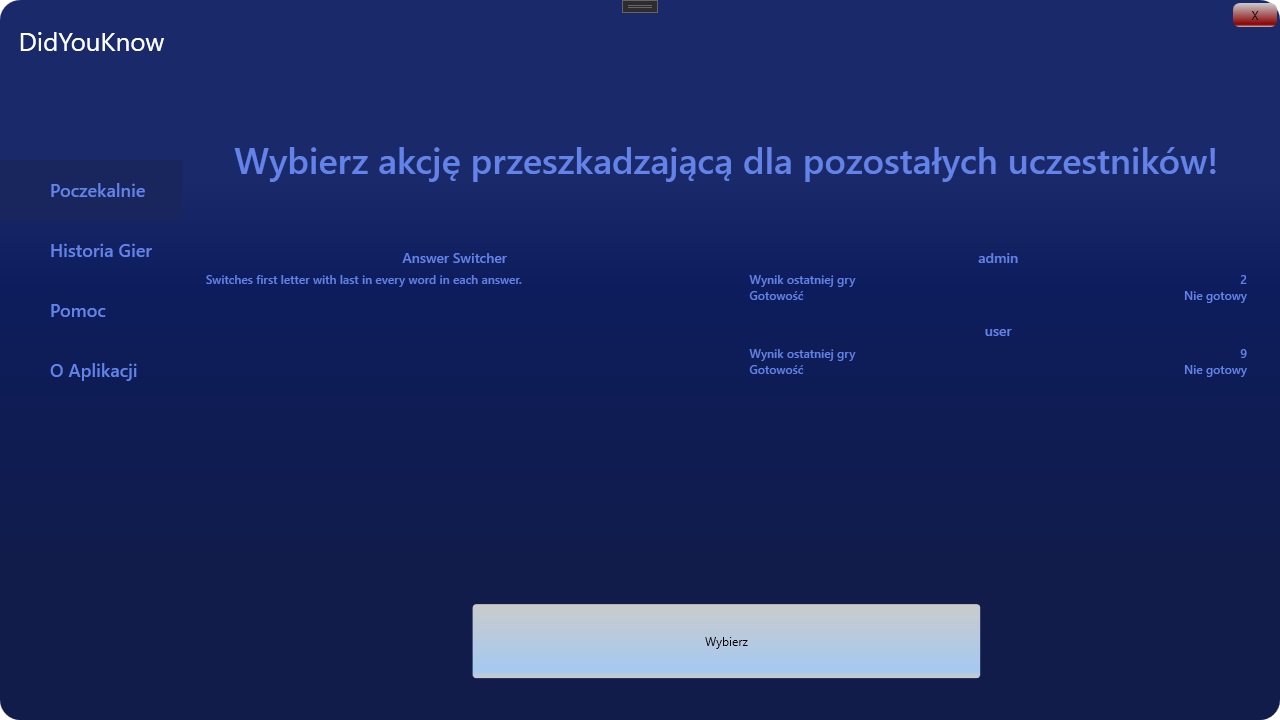 X
DidYouKnow
Wybierz akcję przeszkadzającą dla pozostałych uczestników!
Poczekalnie
Historia Gier
Pomoc
O Aplikacji
Answer Switcher
Switches first letter with last in every word in each answer.
admin
Wynik ostatniej gry 2
Gotowość Nie gotowy
user
Wynik ostatniej gry 9
Gotowość Nie gotowy
Wybierz